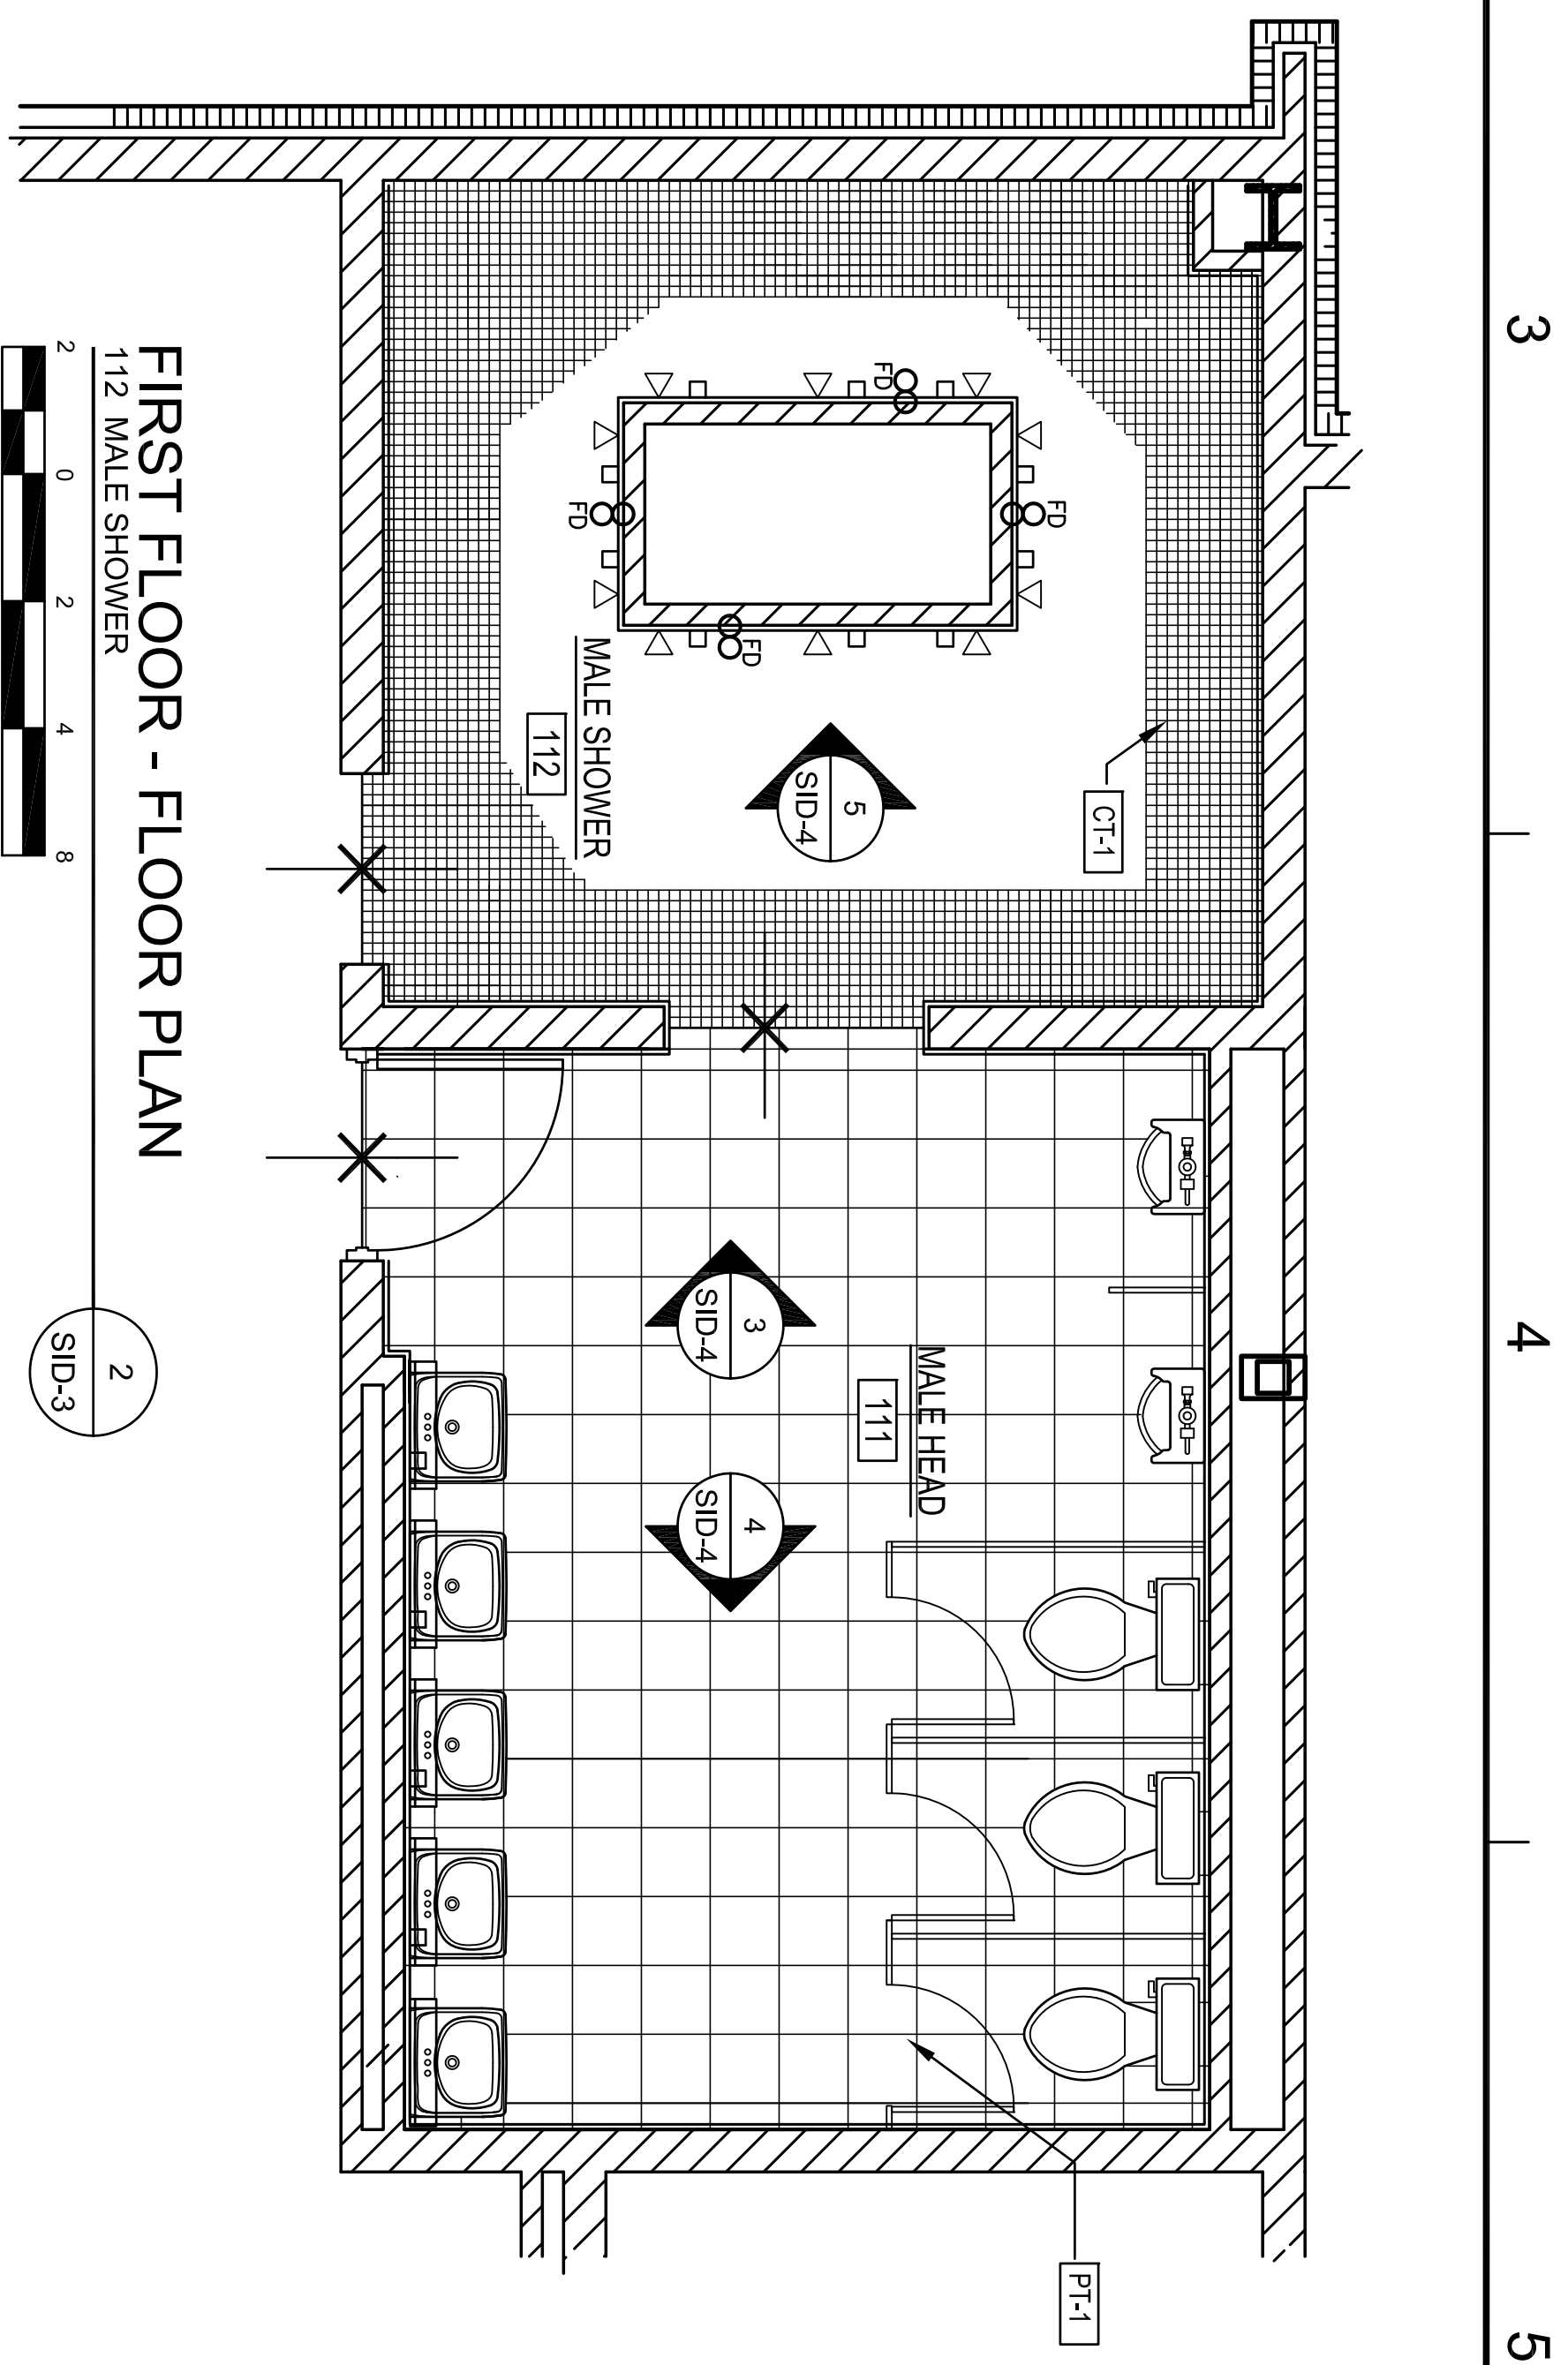 3
4
5
CT-1
FD
FD
FD
FD
5
SID-4
MALE SHOWER
112
MALE HEAD
111
3
SID-4
4
SID-4
PT-1
FIRST FLOOR - FLOOR PLAN
112 MALE SHOWER
2
SID-3
2 0 2 4 8